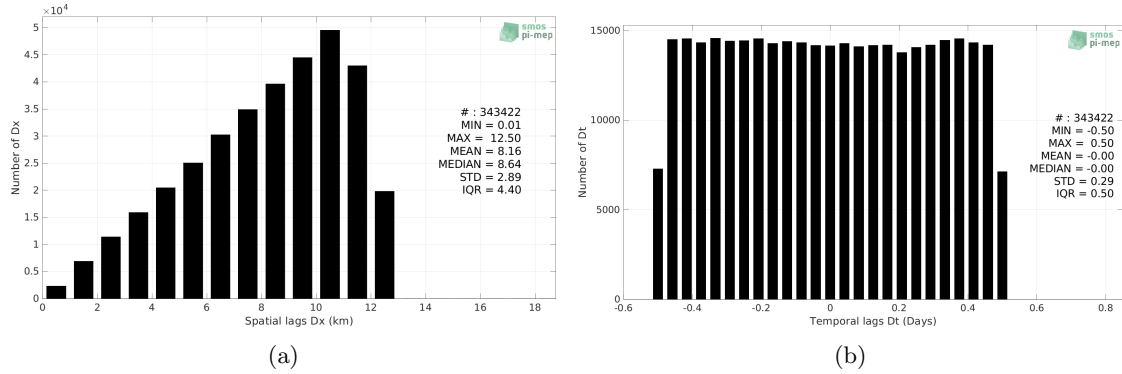 ×10⁴
5
4.5
4
3.5
3
2.5
2
1.5
1
0.5
0
Number of Dx
smos
pi-mep
# : 343422
MIN = 0.01
MAX = 12.50
MEAN = 8.16
MEDIAN = 8.64
STD = 2.89
IQR = 4.40
0 2 4 6 8 10 12 14 16 18
Spatial lags Dx (km)
(a)
15000
10000
5000
0
Number of Dt
smos
pi-mep
# : 343422
MIN = -0.50
MAX = 0.50
MEAN = -0.00
MEDIAN = -0.00
STD = 0.29
IQR = 0.50
-0.6 -0.4 -0.2 0 0.2 0.4 0.6 0.8
Temporal lags Dt (Days)
(b)